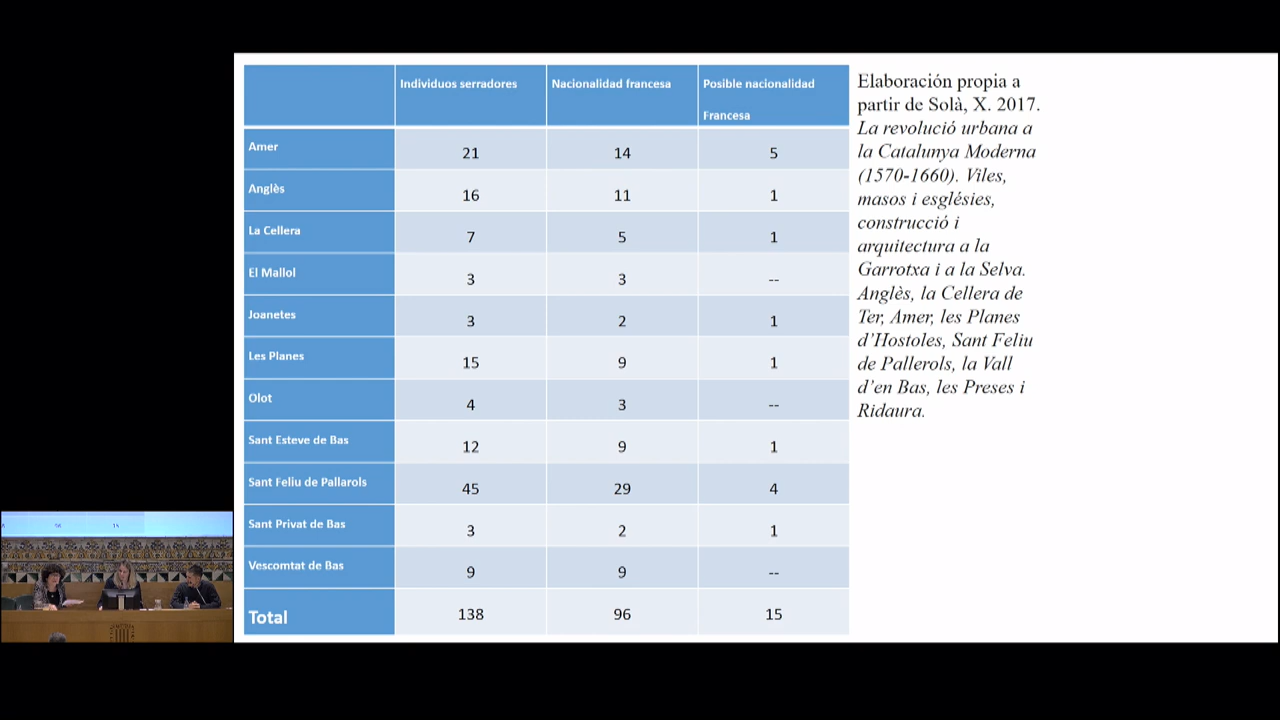 Individuos serradores Nacionalidad francesa Posible nacionalidad
Francesa
Amer 21 14 5
Anglès 16 11 1
La Cellera 7 5 1
El Mallol 3 3 --
Joanetes 3 2 1
Les Planes 15 9 1
Olot 4 3 --
Sant Esteve de Bas 12 9 1
Sant Feliu de Pallarols 45 29 4
Sant Privat de Bas 3 2 1
Vescomtat de Bas 9 9 --
Total 138 96 15
Elaboración propia a
partir de Solà, X. 2017.
La revolució urbana a
la Catalunya Moderna
(1570-1660). Viles,
masos i esglésies,
construcció i
arquitectura a la
Garrotxa i a la Selva.
Anglès, la Cellera de
Ter, Amer, les Planes
d’Hostoles, Sant Feliu
de Pallerols, la Vall
d’en Bas, les Preses i
Ridaura.
96 15